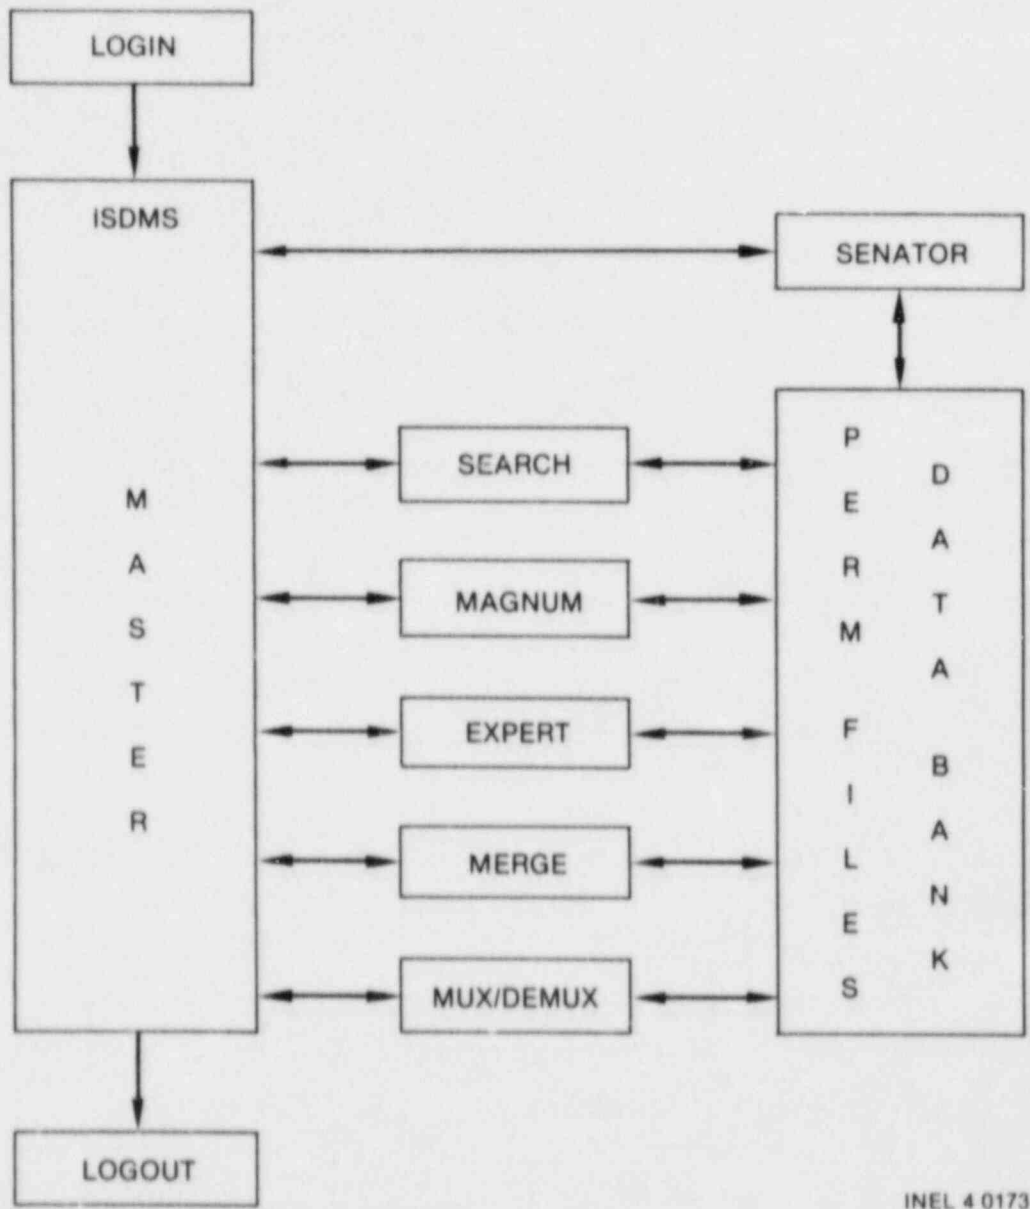 LOGIN
ISDMS
MASTER
SENATOR
SEARCH
MAGNUM
EXPERT
MERGE
MUX/DEMUX
PERM FILES
DATA BANK
LOGOUT
INEL 4 0173